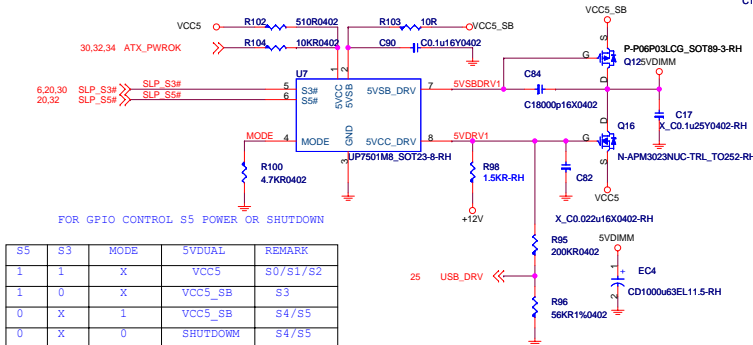 C1
VCC5
R102
510R0402
R103
10R
VCC5_SB
VCC5_SB
30,32,34 ATX_PWROK
R104
10KR0402
C90
C0.1u16Y0402
S
P-P06P03LCG_SOT89-3-RH
G
Q12
5VDIMM
D
U7
1
2
5VCC
5VSB
6,20,30 SLP_S3#
SLP_S3#
5
S3#
20,32 SLP_S5#
SLP_S5#
6
S5#
5VSB_DRV
7
5VSBDRV1
C84
C18000p16X0402
C17
X_C0.1u25Y0402-RH
D
Q16
MODE
4
MODE
GND
3
5VCC_DRV
8
5VDRV1
G
S
N-APM3023NUC-TRL_TO252-RH
UP7501M8_SOT23-8-RH
R100
4.7KR0402
R98
1.5KR-RH
C82
VCC5
+12V
X_C0.022u16X0402-RH
FOR GPIO CONTROL S5 POWER OR SHUTDOWN
R95
200KR0402
5VDIMM
S5 S3 MODE 5VDUAL REMARK
1 1 X VCC5 S0/S1/S2
1 0 X VCC5_SB S3
0 X 1 VCC5_SB S4/S5
0 X 0 SHUTDOWM S4/S5
25 USB_DRV
R96
56KR1%0402
1
+
EC4
CD1000u63EL11.5-RH
2